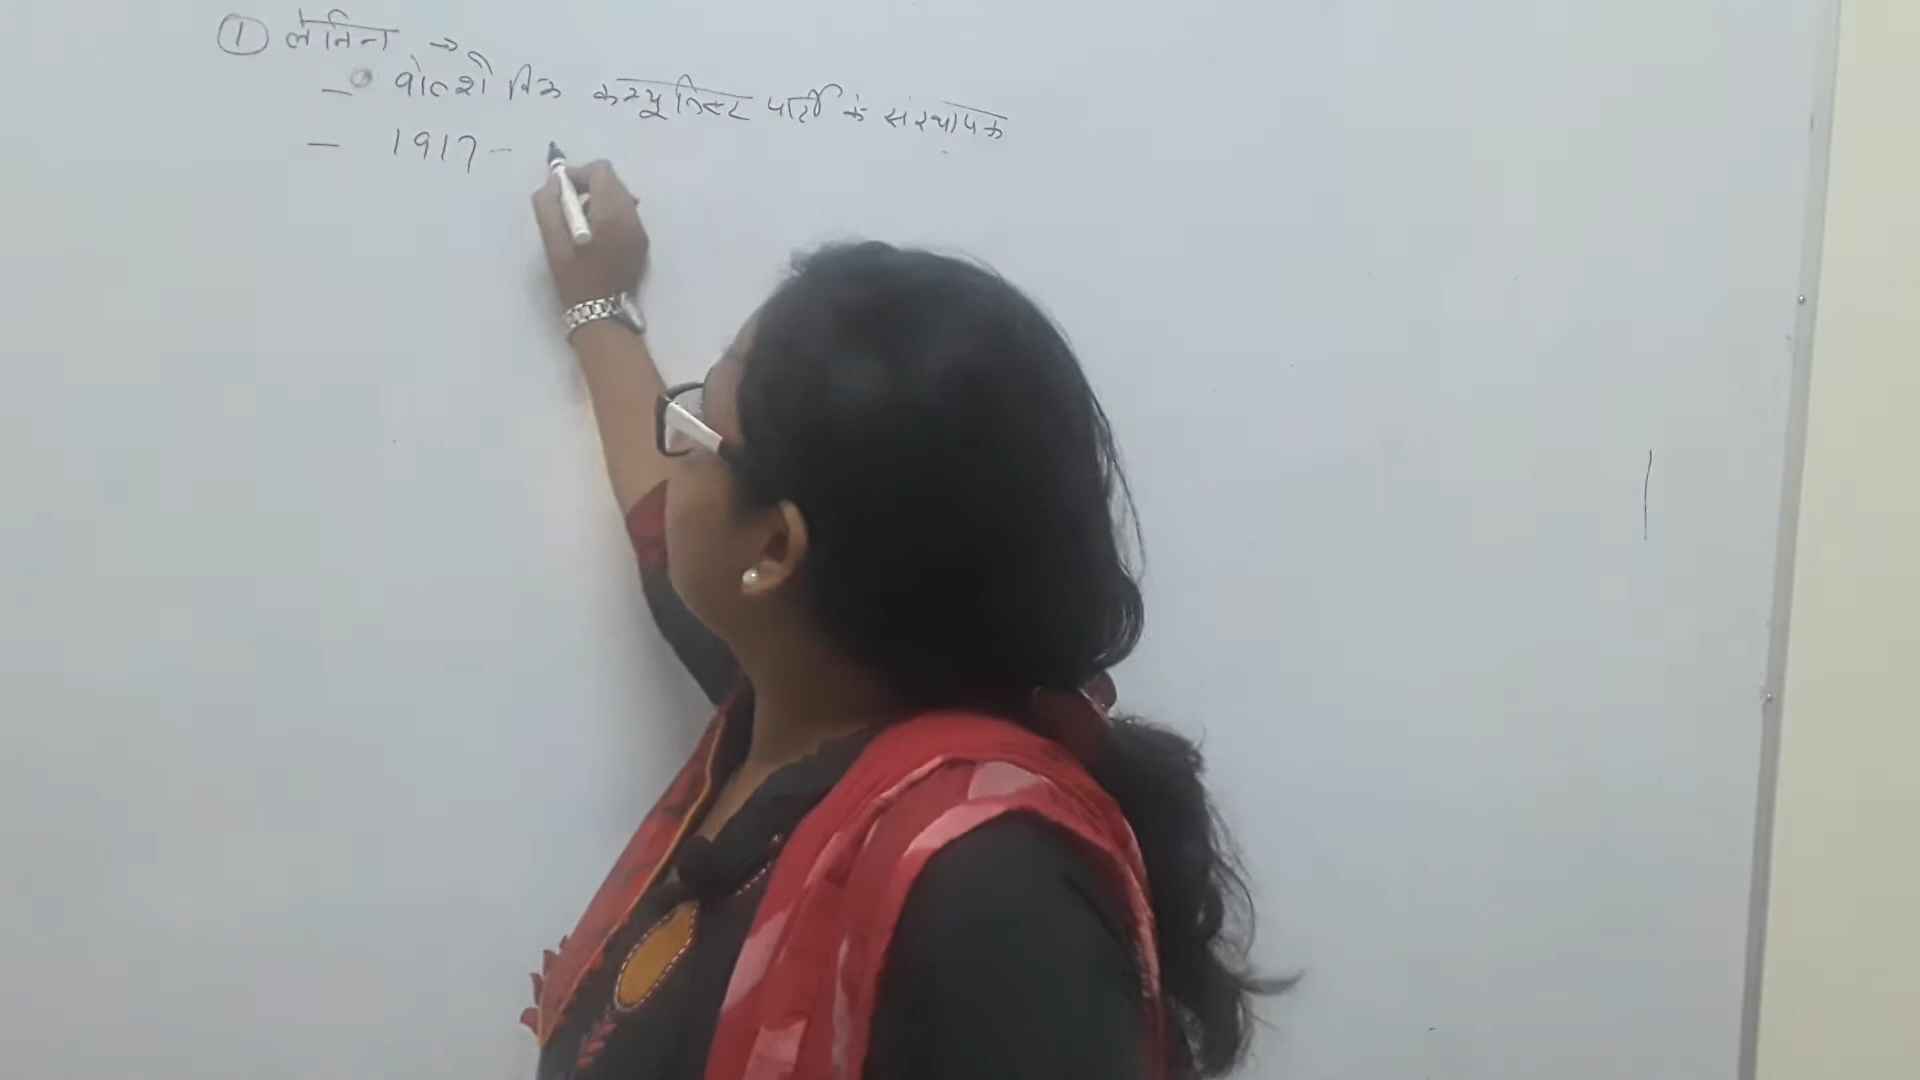 ① लेनिन →
– बोल्शेविक कम्यूनिस्ट पार्टी के संस्थापक
– 1917 –